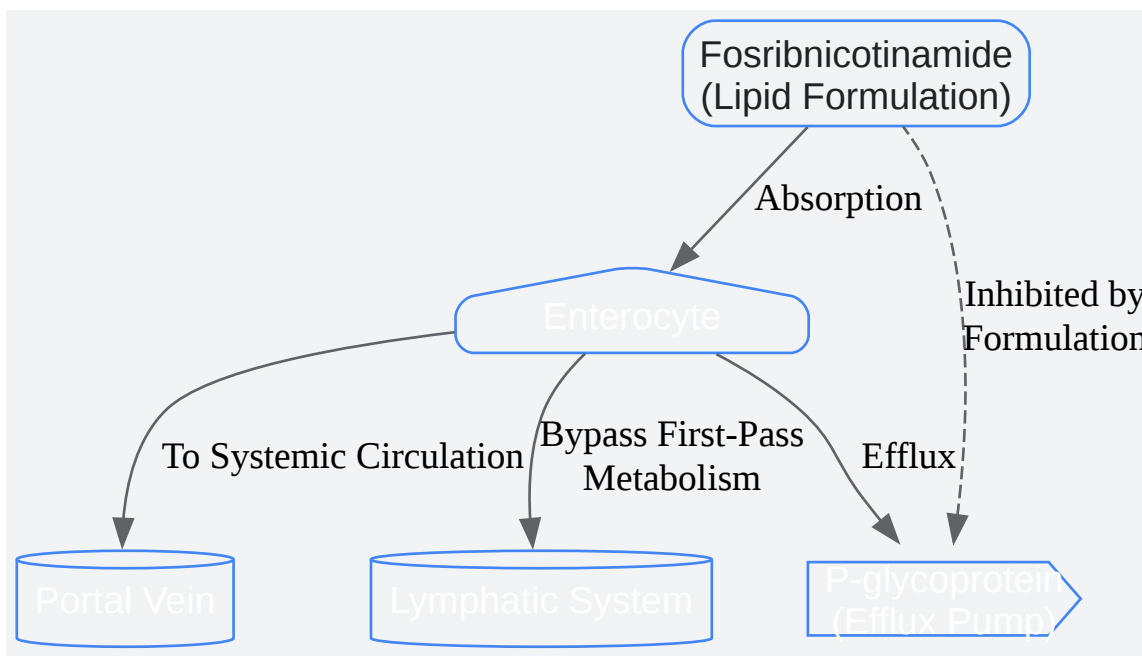 Fosribnicotinamide
(Lipid Formulation)
Absorption
Inhibited by
Formulation
Enterocyte
To Systemic Circulation
Bypass First-Pass
Metabolism
Efflux
Portal Vein
Lymphatic System
P-glycoprotein
(Efflux Pump)